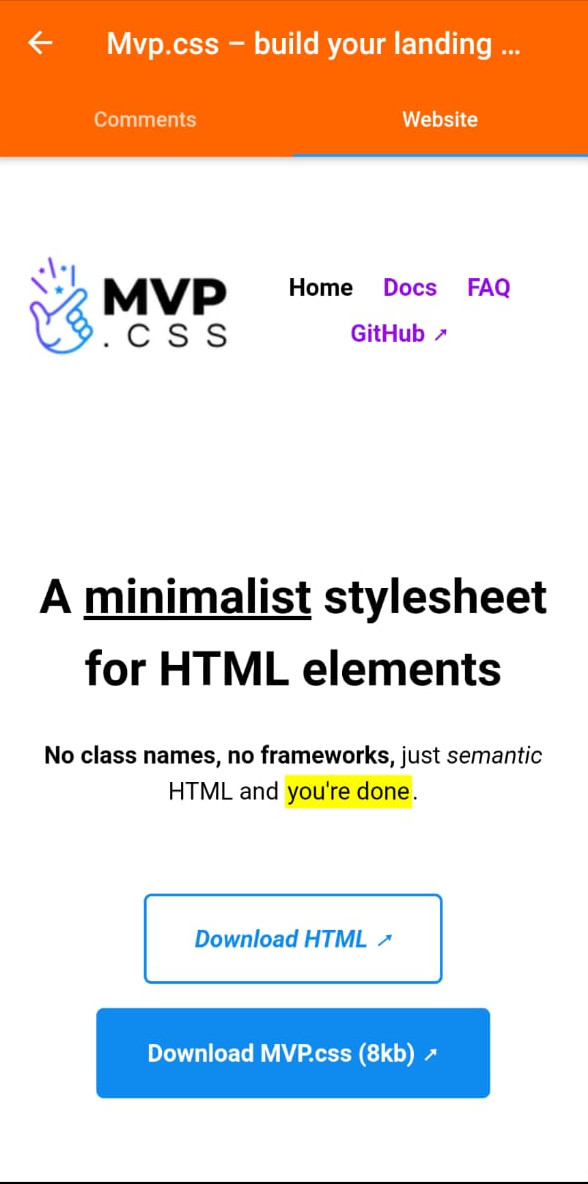 Mvp.css – build your landing ...
Comments
Website
MVP
.CSS
Home Docs FAQ
GitHub ↗
A minimalist stylesheet
for HTML elements
No class names, no frameworks, just semantic
HTML and you're done.
Download HTML ↗
Download MVP.css (8kb) ↗